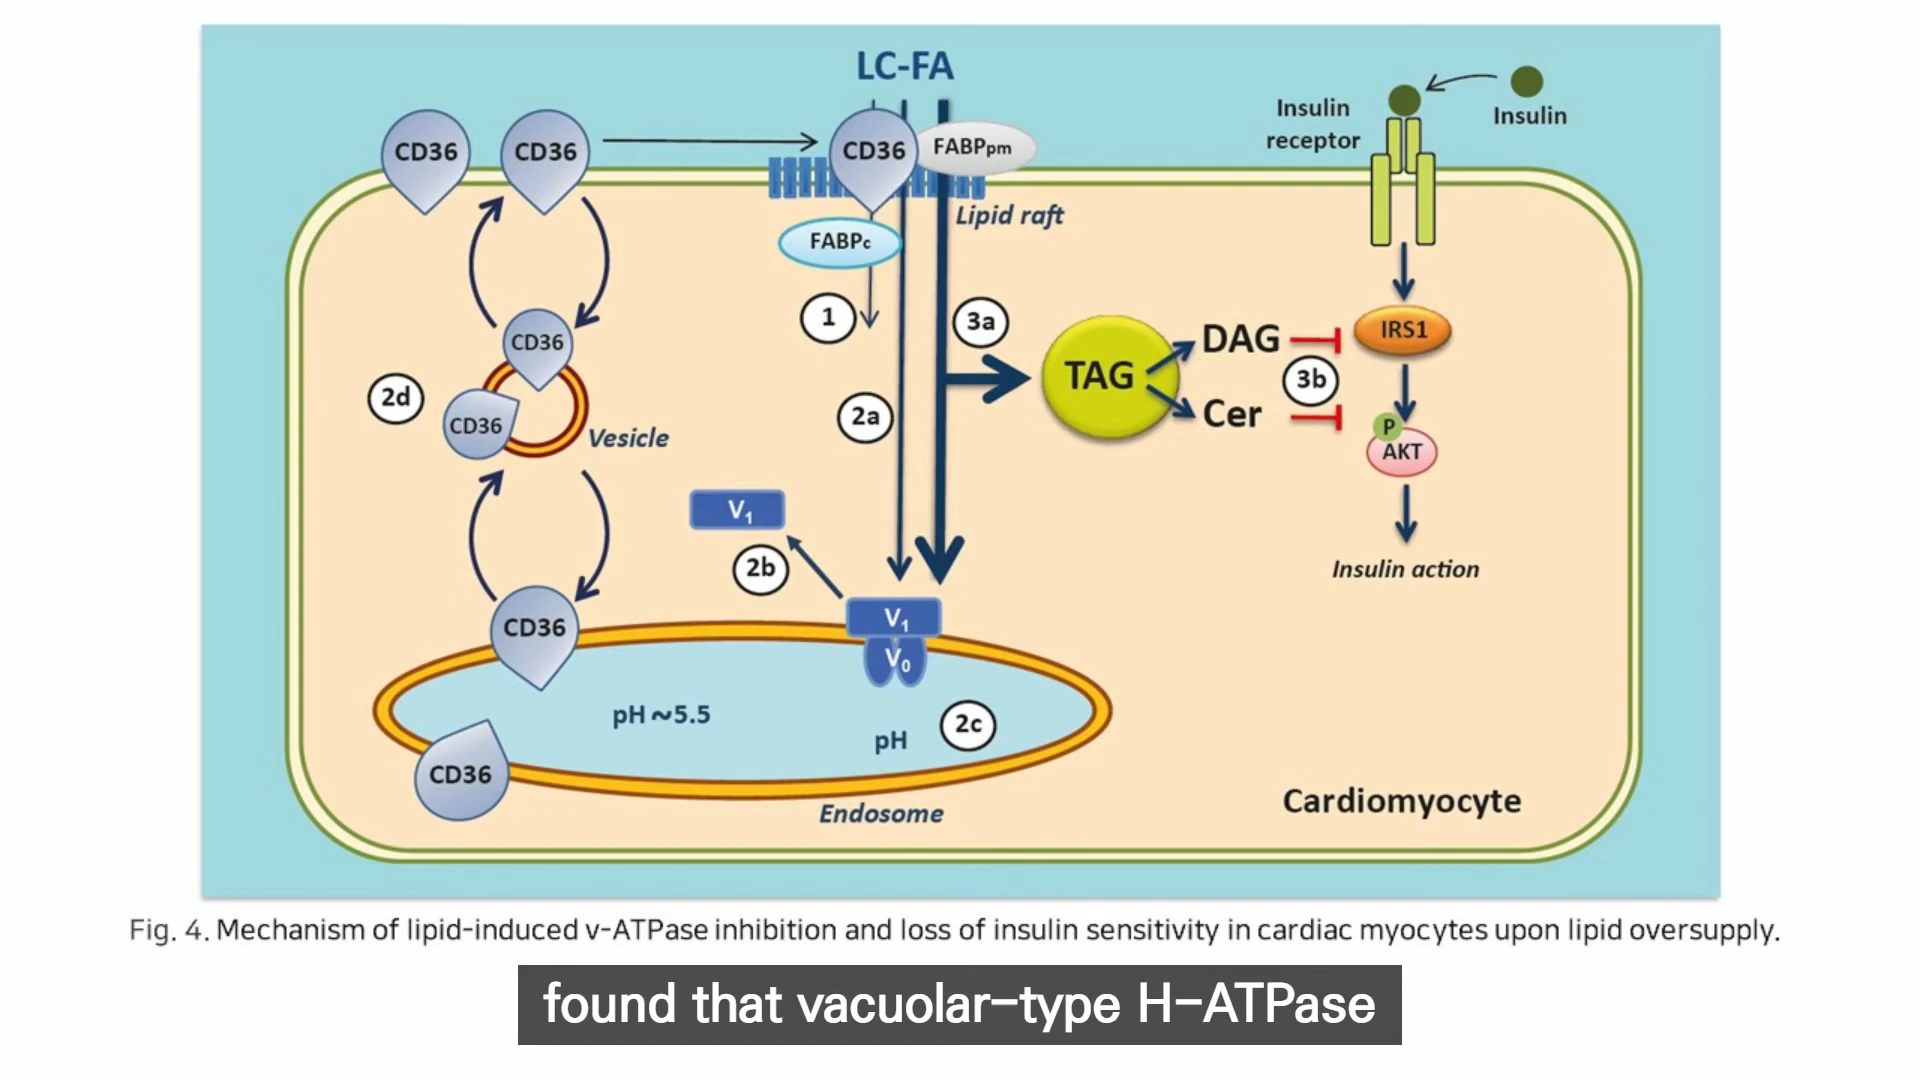 LC-FA
CD36
CD36
CD36
FABPpm
Insulin
receptor
Insulin
Lipid raft
FABPc
1
3a
IRS1
CD36
TAG
DAG
3b
Cer
2d
CD36
Vesicle
2a
P
AKT
V1
2b
Insulin action
V1
V0
CD36
pH ~5.5
pH
2c
CD36
Endosome
Cardiomyocyte
Fig. 4. Mechanism of lipid-induced v-ATPase inhibition and loss of insulin sensitivity in cardiac myocytes upon lipid oversupply.
found that vacuolar-type H-ATPase